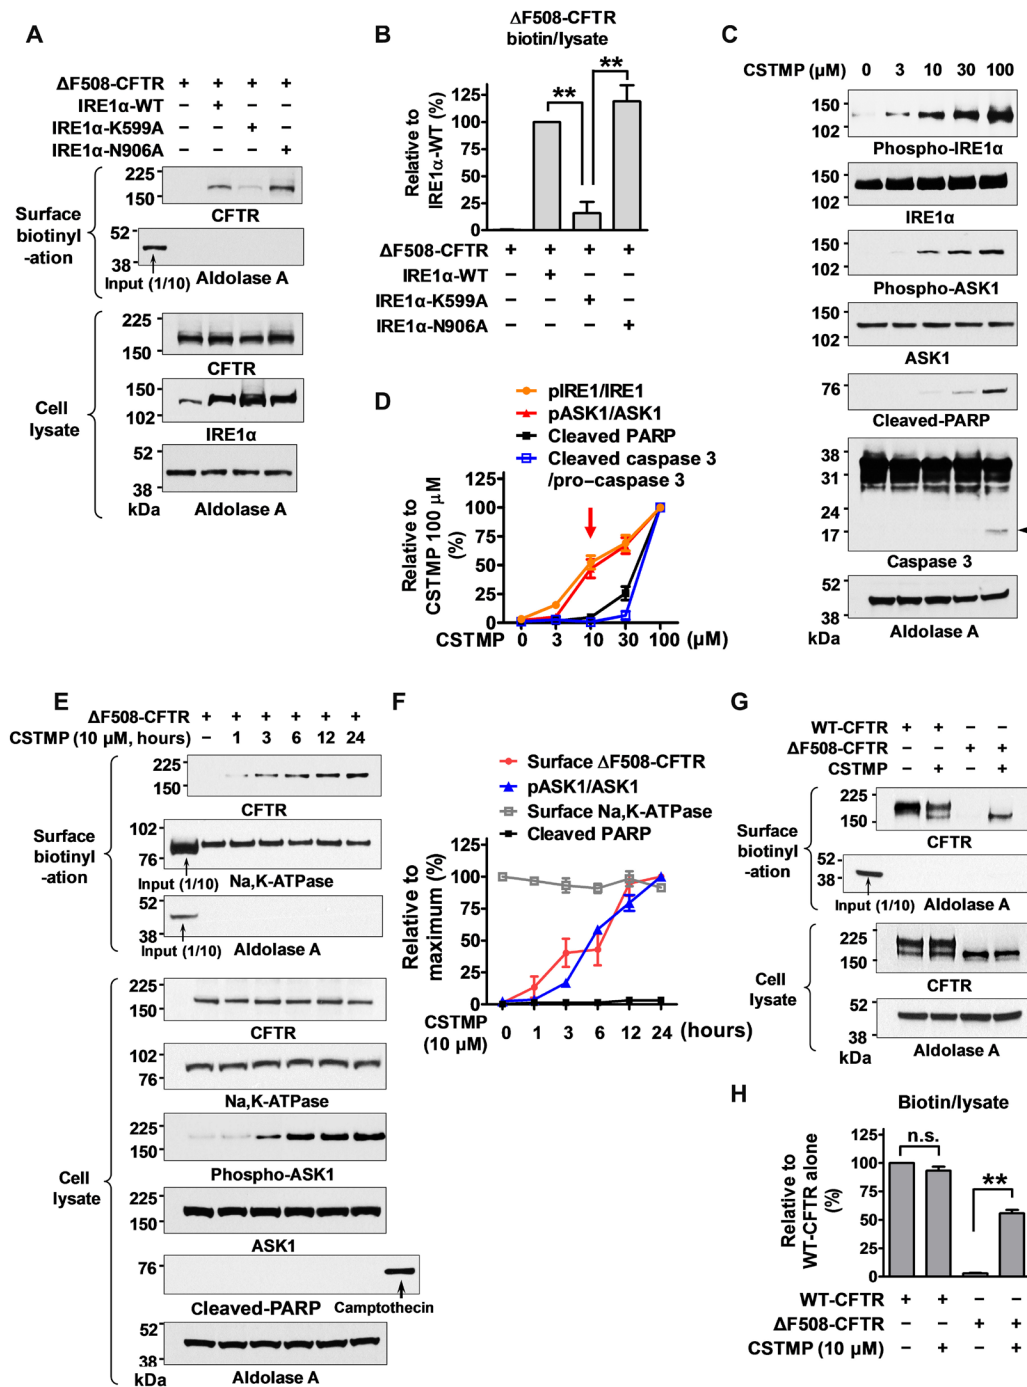 A
ΔF508-CFTR + + + +
IRE1α-WT – + – –
IRE1α-K599A – – + –
IRE1α-N906A – – – +
Surface
biotinyl
-ation
225
150
CFTR
52
38
Input (1/10)
Aldolase A
Cell
lysate
225
150
CFTR
150
102
IRE1α
52
38
kDa
Aldolase A
B
ΔF508-CFTR
biotin/lysate
Relative to
IRE1α-WT (%)
125
100
75
50
25
0
**
**
ΔF508-CFTR + + + +
IRE1α-WT – + – –
IRE1α-K599A – – + –
IRE1α-N906A – – – +
C
CSTMP (μM) 0 3 10 30 100
150
102
Phospho-IRE1α
150
102
IRE1α
150
102
Phospho-ASK1
150
102
ASK1
76
Cleaved-PARP
38
31
24
17
Caspase 3
52
38
kDa
Aldolase A
D
pIRE1/IRE1
pASK1/ASK1
Cleaved PARP
Cleaved caspase 3
/pro–caspase 3
Relative to
CSTMP 100 μM
(%)
125
100
75
50
25
0
CSTMP 0 3 10 30 100 (μM)
E
ΔF508-CFTR + + + + + +
CSTMP (10 μM, hours) – 1 3 6 12 24
Surface
biotinyl
-ation
225
150
CFTR
102
76
Input (1/10)
Na,K-ATPase
38
Input (1/10)
Aldolase A
Cell
lysate
225
150
CFTR
102
76
Na,K-ATPase
225
150
Phospho-ASK1
225
150
ASK1
76
Cleaved-PARP
Camptothecin
52
38
kDa
Aldolase A
F
Surface ΔF508-CFTR
pASK1/ASK1
Surface Na,K-ATPase
Cleaved PARP
Relative to
maximum (%)
125
100
75
50
25
0
CSTMP
(10 μM)
0 1 3 6 12 24 (hours)
G
WT-CFTR + + – –
ΔF508-CFTR – – + +
CSTMP – + – +
Surface
biotinyl
-ation
225
150
CFTR
52
38
Input (1/10)
Aldolase A
Cell
lysate
225
150
CFTR
52
38
kDa
Aldolase A
H
Biotin/lysate
Relative to
WT-CFTR alone
(%)
125
100
75
50
25
0
n.s.
**
WT-CFTR + + – –
ΔF508-CFTR – – + +
CSTMP (10 μM) – + – +